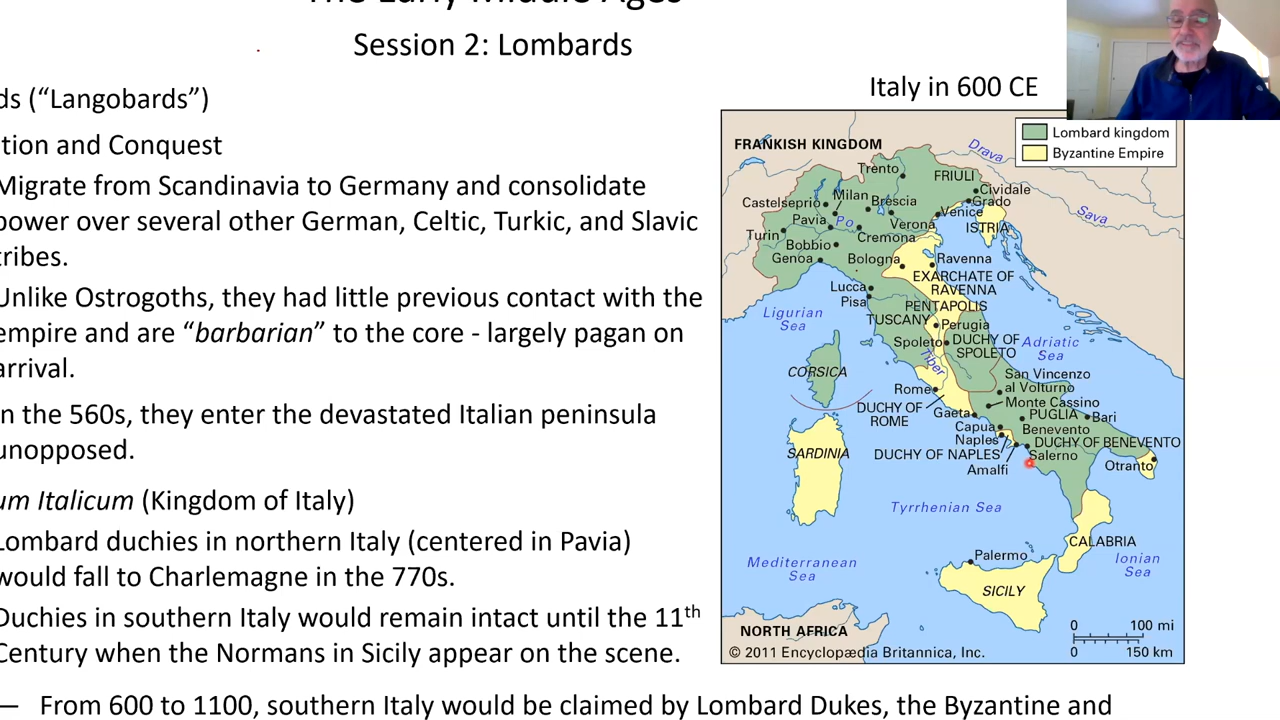 The Early Middle Ages
Session 2: Lombards
ds (“Langobards”)
tion and Conquest
Migrate from Scandinavia to Germany and consolidate
power over several other German, Celtic, Turkic, and Slavic
tribes.
Unlike Ostrogoths, they had little previous contact with the
empire and are “barbarian” to the core - largely pagan on
arrival.
In the 560s, they enter the devastated Italian peninsula
unopposed.
um Italicum (Kingdom of Italy)
Lombard duchies in northern Italy (centered in Pavia)
would fall to Charlemagne in the 770s.
Duchies in southern Italy would remain intact until the 11th
Century when the Normans in Sicily appear on the scene.
— From 600 to 1100, southern Italy would be claimed by Lombard Dukes, the Byzantine and
Italy in 600 CE
Lombard kingdom
Byzantine Empire
FRANKISH KINGDOM
Drava
Trento
FRIULI
Cividale
Castelseprio
Milan
Brescia
Grado
Sava
Pavia
Po
Verona
Venice
Turin
Cremona
ISTRIA
Bobbio
Genoa
Bologna
Ravenna
EXARCHATE OF
RAVENNA
Lucca
Pisa
PENTAPOLIS
Ligurian
Sea
TUSCANY
Perugia
Spoleto
DUCHY OF
SPOLETO
Adriatic
Sea
Tiber
CORSICA
San Vincenzo
al Volturno
Rome
Monte Cassino
DUCHY OF
ROME
Gaeta
PUGLIA
Bari
Capua
Benevento
Naples
DUCHY OF BENEVENTO
SARDINIA
DUCHY OF NAPLES
Salerno
Amalfi
Otranto
Tyrrhenian Sea
CALABRIA
Mediterranean
Sea
Palermo
Ionian
Sea
SICILY
NORTH AFRICA
0 100 mi
0 150 km
© 2011 Encyclopædia Britannica, Inc.